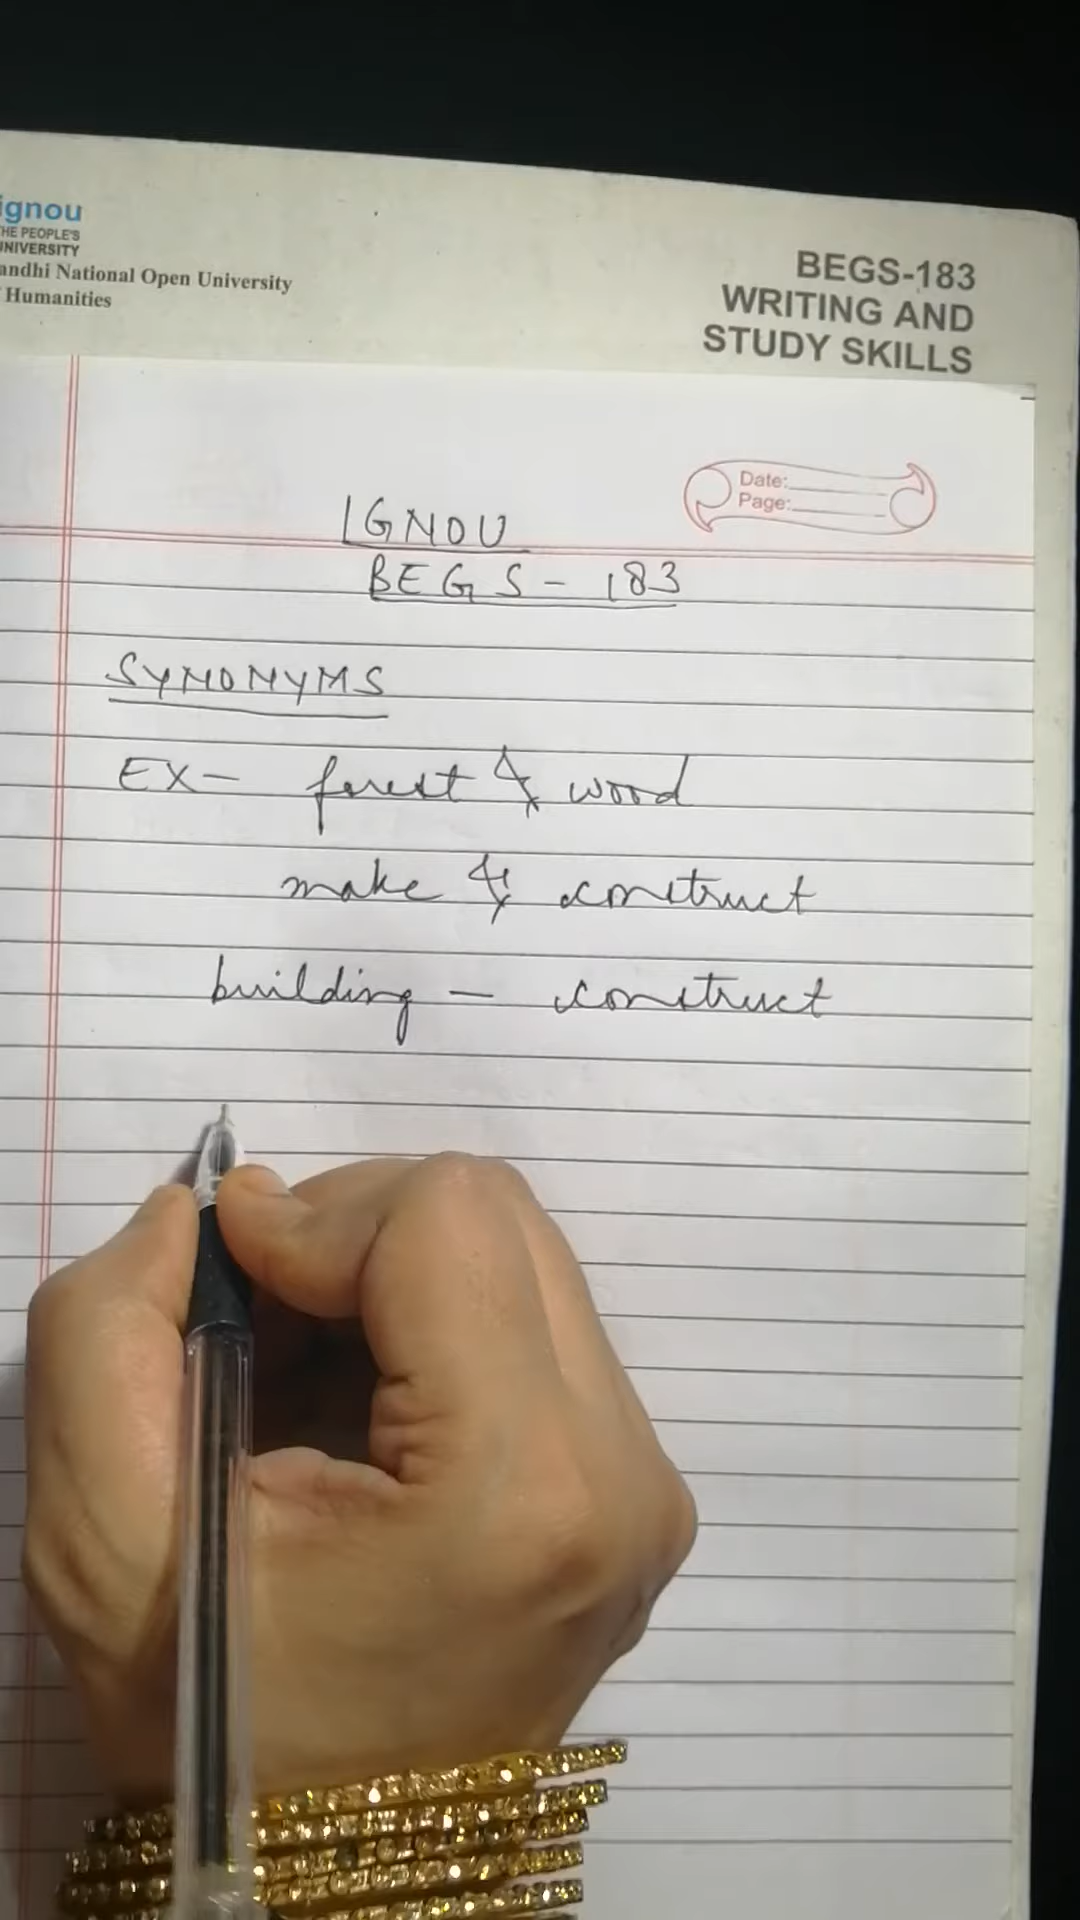 ignou
HE PEOPLE'S
UNIVERSITY
andhi National Open University
f Humanities
BEGS-183
WRITING AND
STUDY SKILLS
Date:
Page:
IGNOU
BEGS - 183
SYNONYMS
EX- forest & wood
make & construct
building - construct